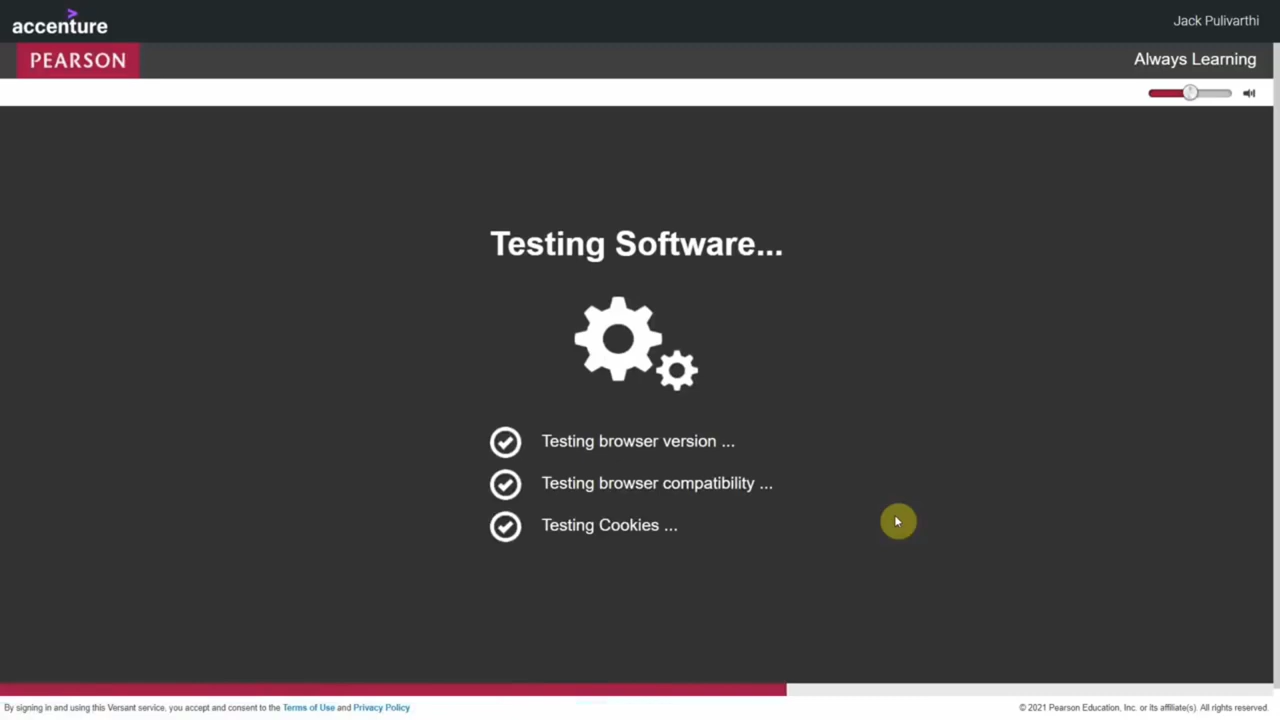 accenture
Jack Pulivarthi
PEARSON
Always Learning
Testing Software...
Testing browser version ...
Testing browser compatibility ...
Testing Cookies ...
By signing in and using this Versant service, you accept and consent to the Terms of Use and Privacy Policy
© 2021 Pearson Education, Inc. or its affiliate(s). All rights reserved.